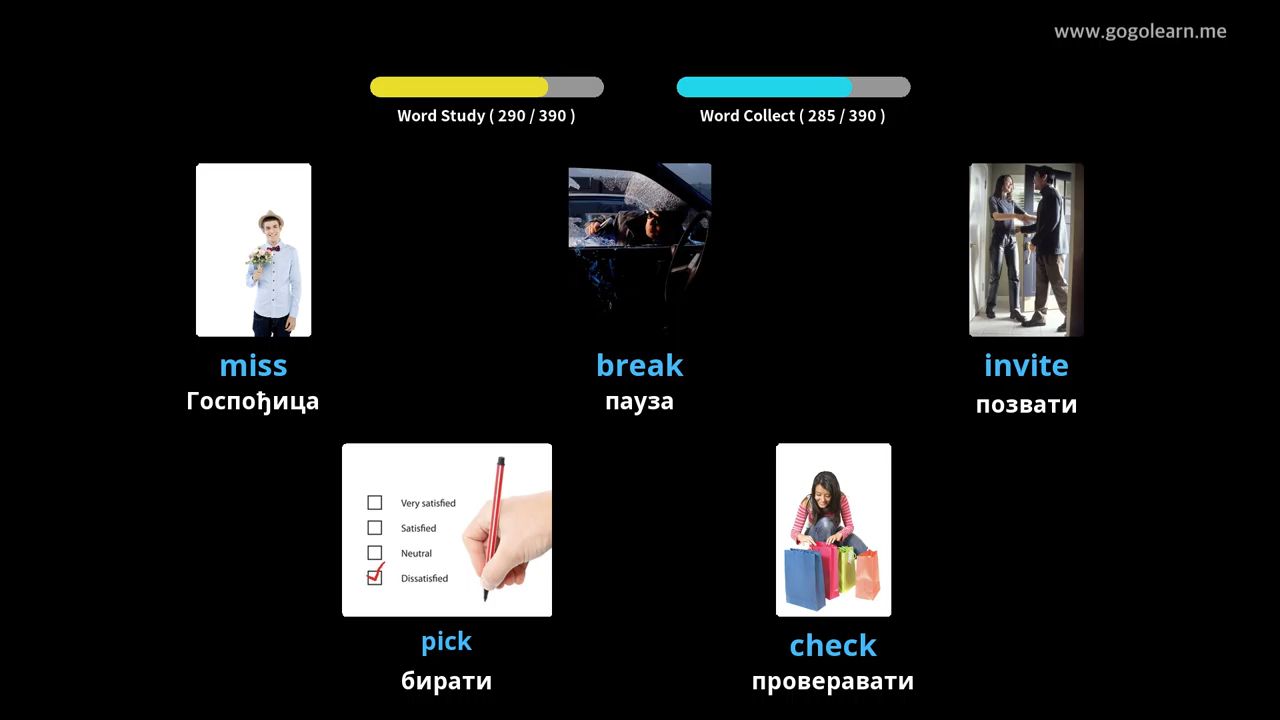 www.gogolearn.me
Word Study ( 290 / 390 )
Word Collect ( 285 / 390 )
miss
Госпођица
break
пауза
invite
позвати
Very satisfied
Satisfied
Neutral
Dissatisfied
pick
бирати
check
проверавати